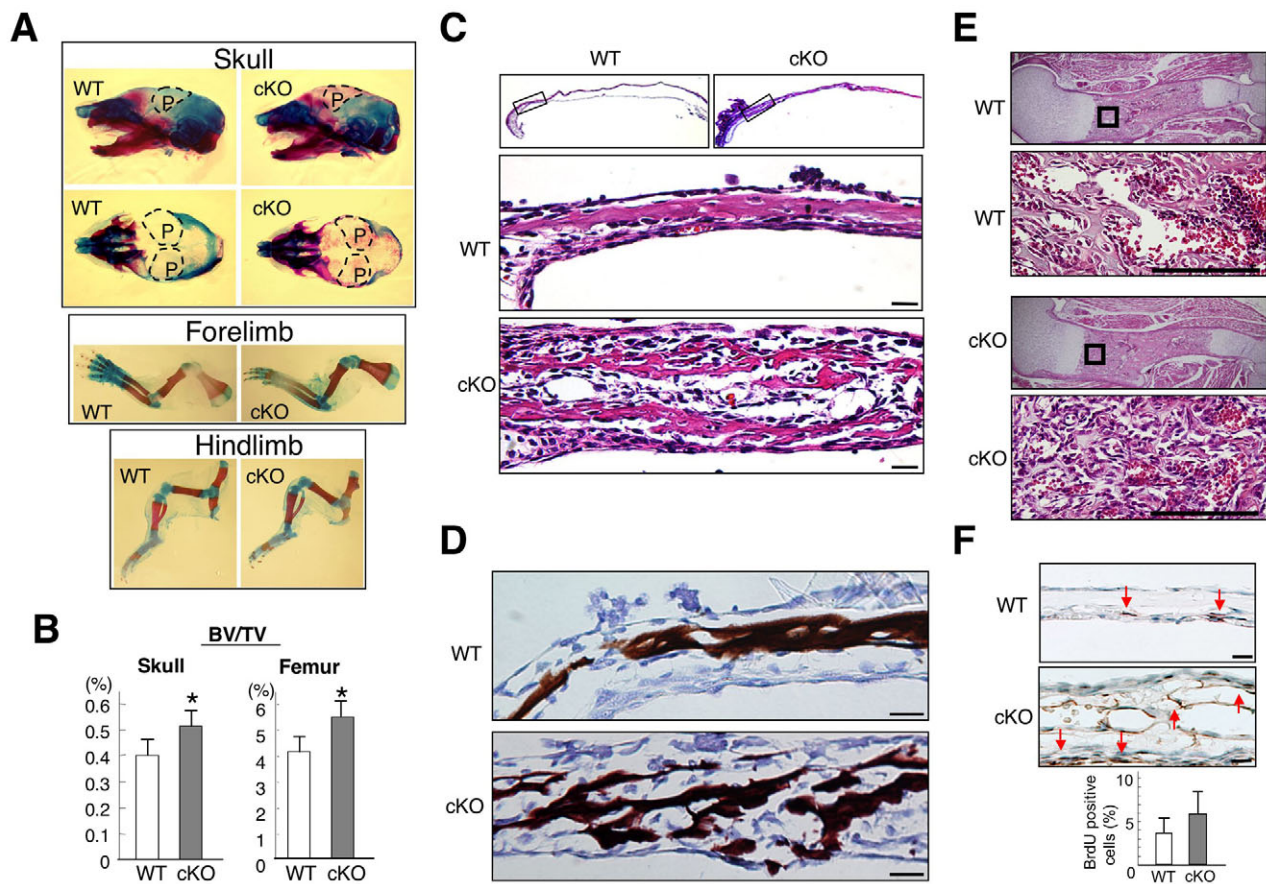 A
Skull
WT
P
cKO
P
WT
P
P
cKO
P
P
Forelimb
WT
cKO
Hindlimb
WT
cKO
B
BV/TV
Skull
(%)
0.6
0.5
0.4
0.3
0.2
0.1
0
*
WT cKO
Femur
(%)
6
5
4
3
2
1
0
*
WT cKO
C
WT
cKO
WT
cKO
D
WT
cKO
E
WT
WT
cKO
cKO
F
WT
cKO
BrdU positive
cells (%)
10
5
0
WT cKO